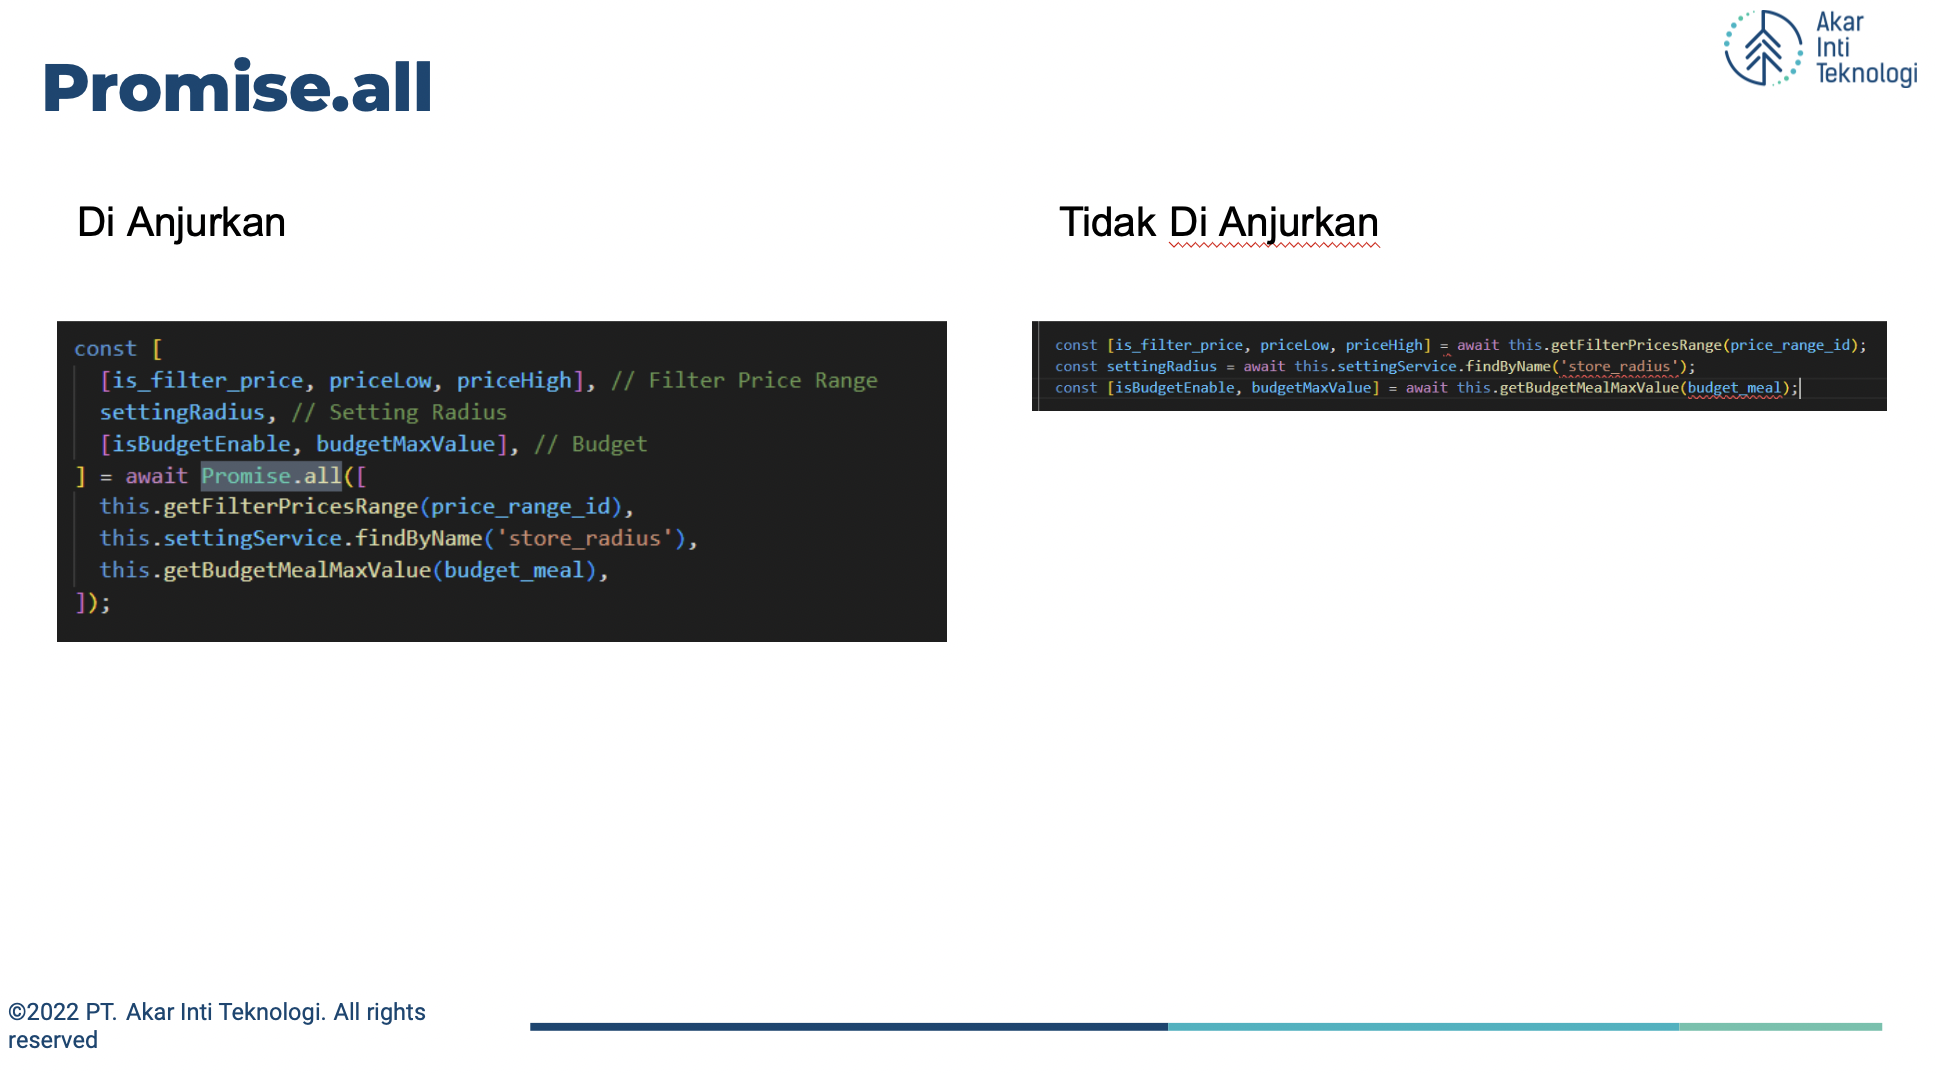 Akar
Inti
Teknologi
Promise.all
Di Anjurkan
const [
[is_filter_price, priceLow, priceHigh], // Filter Price Range
settingRadius, // Setting Radius
[isBudgetEnable, budgetMaxValue], // Budget
] = await Promise.all([
this.getFilterPricesRange(price_range_id),
this.settingService.findByName('store_radius'),
this.getBudgetMealMaxValue(budget_meal),
]);
Tidak Di Anjurkan
const [is_filter_price, priceLow, priceHigh] = await this.getFilterPricesRange(price_range_id);
const settingRadius = await this.settingService.findByName('store_radius');
const [isBudgetEnable, budgetMaxValue] = await this.getBudgetMealMaxValue(budget_meal);
©2022 PT. Akar Inti Teknologi. All rights
reserved